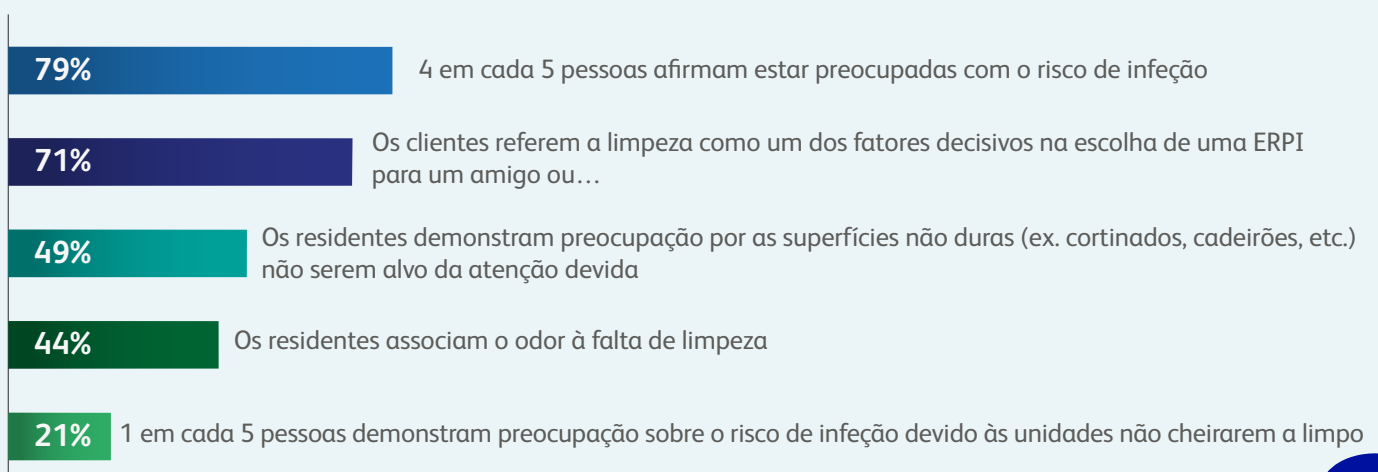 79%
4 em cada 5 pessoas afirmam estar preocupadas com o risco de infeção
71%
Os clientes referem a limpeza como um dos fatores decisivos na escolha de uma ERPI
para um amigo ou…
49%
Os residentes demonstram preocupação por as superfícies não duras (ex. cortinados, cadeirões, etc.)
não serem alvo da atenção devida
44%
Os residentes associam o odor à falta de limpeza
21%
1 em cada 5 pessoas demonstram preocupação sobre o risco de infeção devido às unidades não cheirarem a limpo